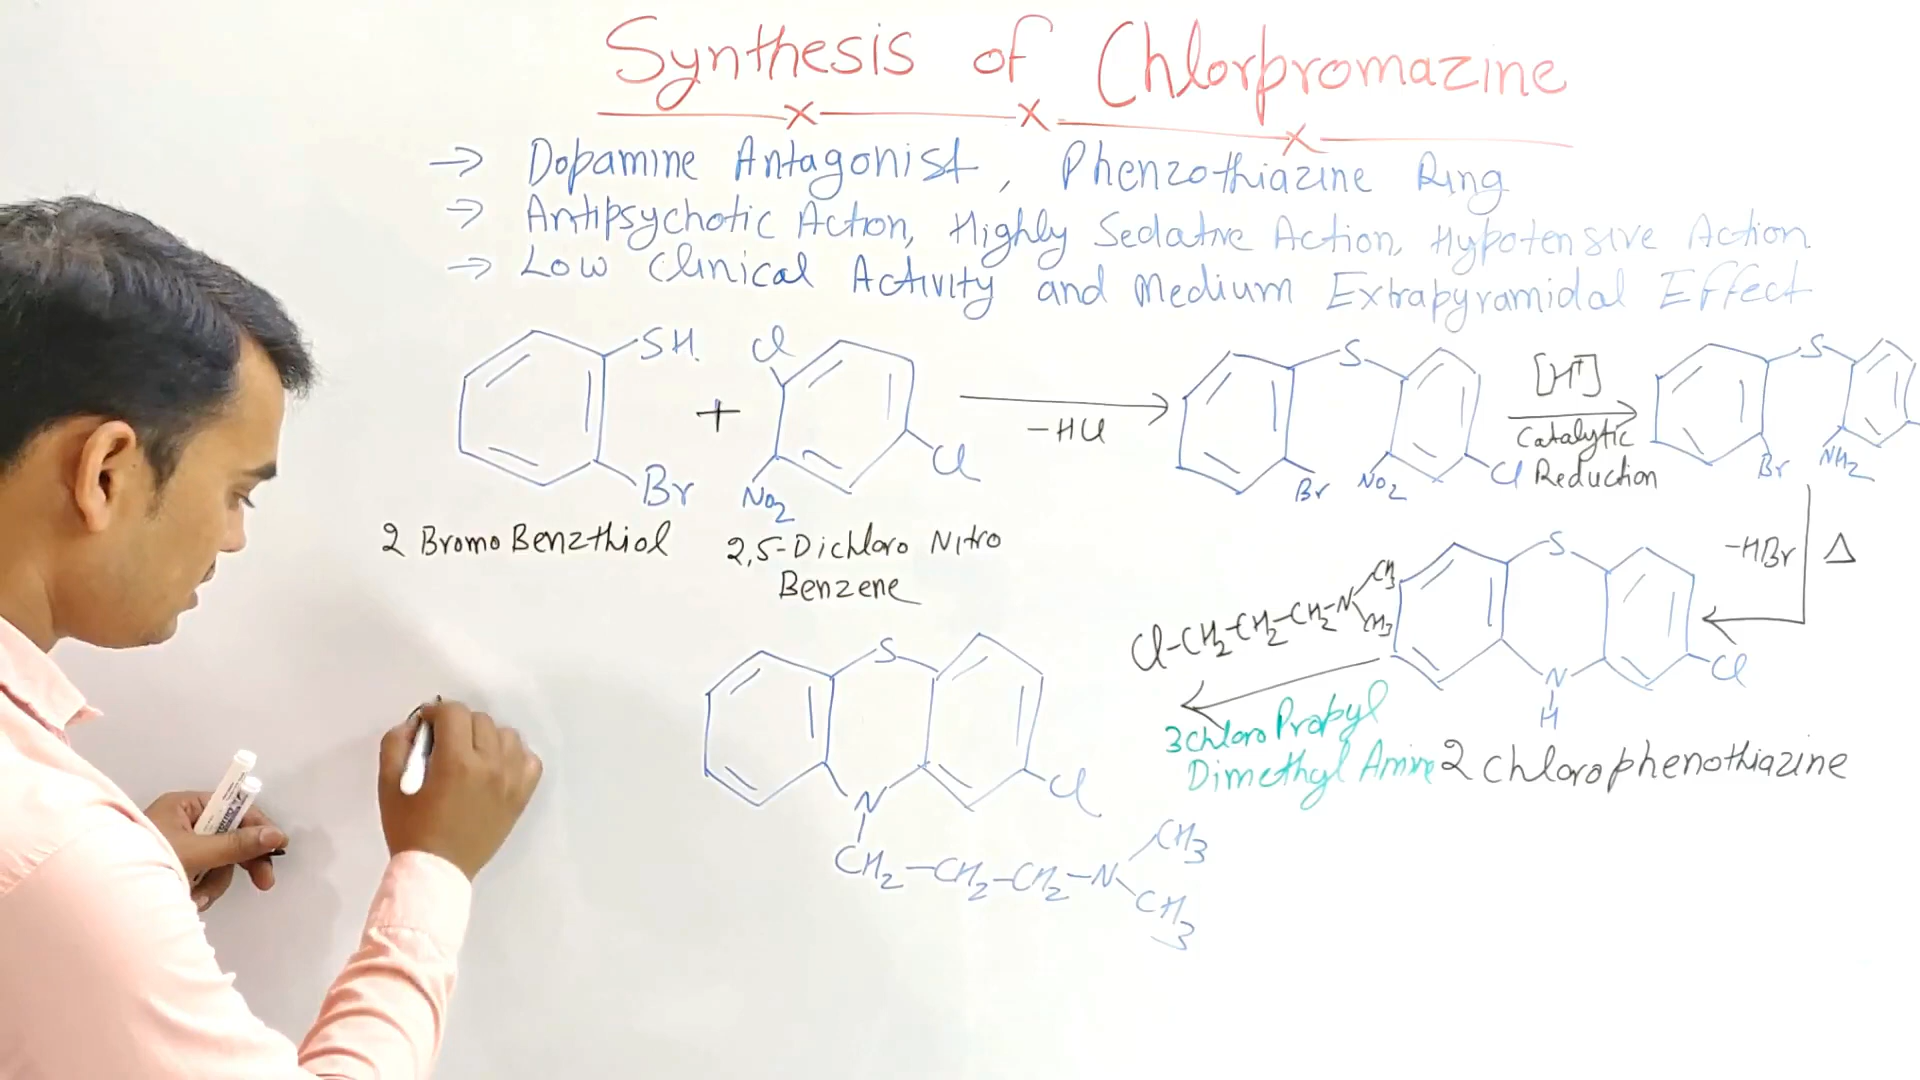 Synthesis of Chlorpromazine
→ Dopamine Antagonist, Phenzothiazine Ring
→ Antipsychotic Action, Highly Sedative Action, Hypotensive Action
→ Low Clinical Activity and Medium Extrapyramidal Effect
SH
Br
2 Bromo Benzthiol
+
Cl
Cl
NO2
2,5-Dichloro Nitro
Benzene
-HCl
S
Br NO2 Cl
[H+]
Catalytic
Reduction
S
Br NH2
-HBr Δ
S
N
H
Cl
2 chlorophenothiazine
Cl-CH2-CH2-CH2-N
CH3
CH3
3 chloro Propyl
Dimethyl Amine
S
N
Cl
CH2-CH2-CH2-N
CH3
CH3